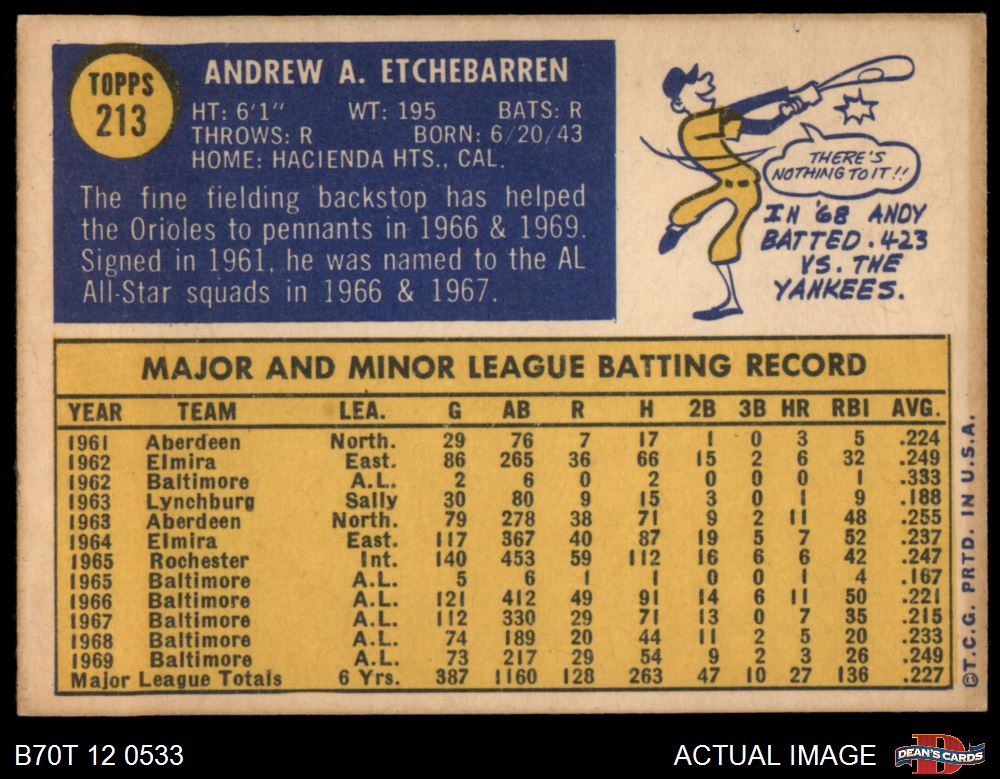 TOPPS
213
ANDREW A. ETCHEBARREN
HT: 6'1" WT: 195 BATS: R
THROWS: R BORN: 6/20/43
HOME: HACIENDA HTS., CAL.
The fine fielding backstop has helped
the Orioles to pennants in 1966 & 1969.
Signed in 1961, he was named to the AL
All-Star squads in 1966 & 1967.
THERE'S
NOTHING TO IT!!
IN '68 ANDY
BATTED .423
VS. THE
YANKEES.
MAJOR AND MINOR LEAGUE BATTING RECORD
YEAR TEAM LEA. G AB R H 2B 3B HR RBI AVG.
1961 Aberdeen North. 29 76 7 17 1 0 3 5 .224
1962 Elmira East. 86 265 36 66 15 2 6 32 .249
1962 Baltimore A.L. 2 6 0 2 0 0 0 1 .333
1963 Lynchburg Sally 30 80 9 15 3 0 1 9 .188
1963 Aberdeen North. 79 278 38 71 9 2 11 48 .255
1964 Elmira East. 117 367 40 87 19 5 7 52 .237
1965 Rochester Int. 140 453 59 112 16 6 6 42 .247
1965 Baltimore A.L. 5 6 1 1 0 0 1 4 .167
1966 Baltimore A.L. 121 412 49 91 14 6 11 50 .221
1967 Baltimore A.L. 112 330 29 71 13 0 7 35 .215
1968 Baltimore A.L. 74 189 20 44 11 2 5 20 .233
1969 Baltimore A.L. 73 217 29 54 9 2 3 26 .249
Major League Totals 6 Yrs. 387 1160 128 263 47 10 27 136 .227
©T.C.G. PRTD. IN U.S.A.
B70T 12 0533
ACTUAL IMAGE
D
DEAN'S CARDS